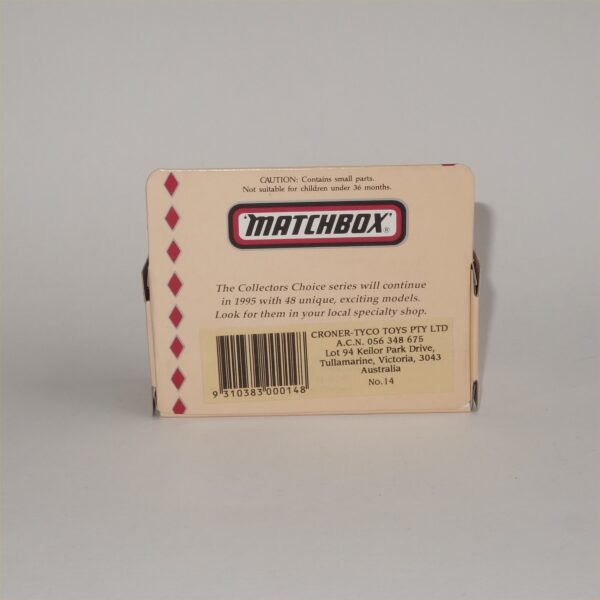 CAUTION: Contains small parts.
Not suitable for children under 36 months.
"MATCHBOX"®
The Collectors Choice series will continue
in 1995 with 48 unique, exciting models.
Look for them in your local specialty shop.
CRONER-TYCO TOYS PTY LTD
A.C.N. 056 348 675
Lot 94 Keilor Park Drive,
Tullamarine, Victoria, 3043
Australia
No.14
9 310383 000148